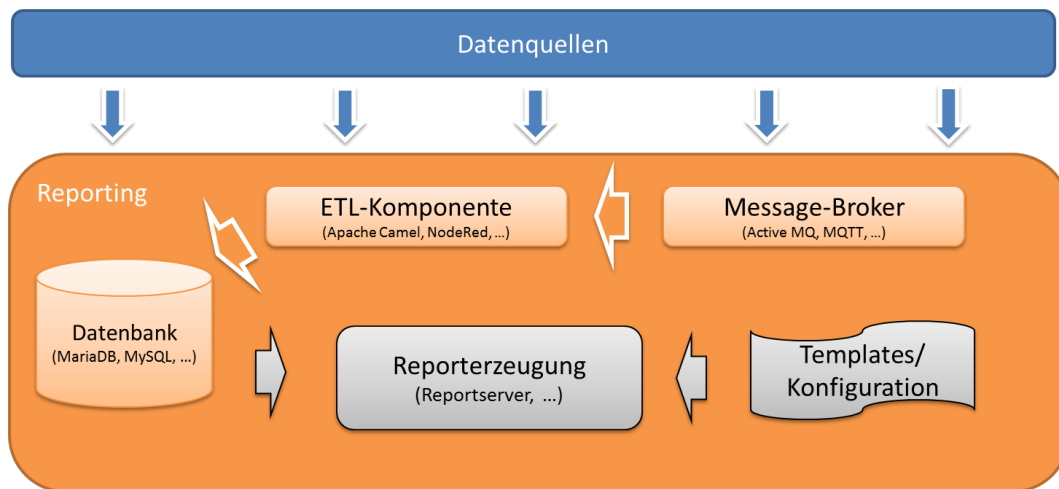 Datenquellen
Reporting
ETL-Komponente
(Apache Camel, NodeRed, ...)
Message-Broker
(Active MQ, MQTT, ...)
Datenbank
(MariaDB, MySQL, ...)
Reporterzeugung
(Reportserver, ...)
Templates/
Konfiguration